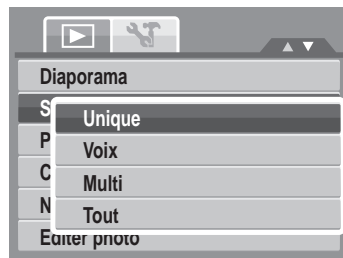 Diaporama
S
Unique
P
Voix
C
Multi
N
Tout
Editer photo